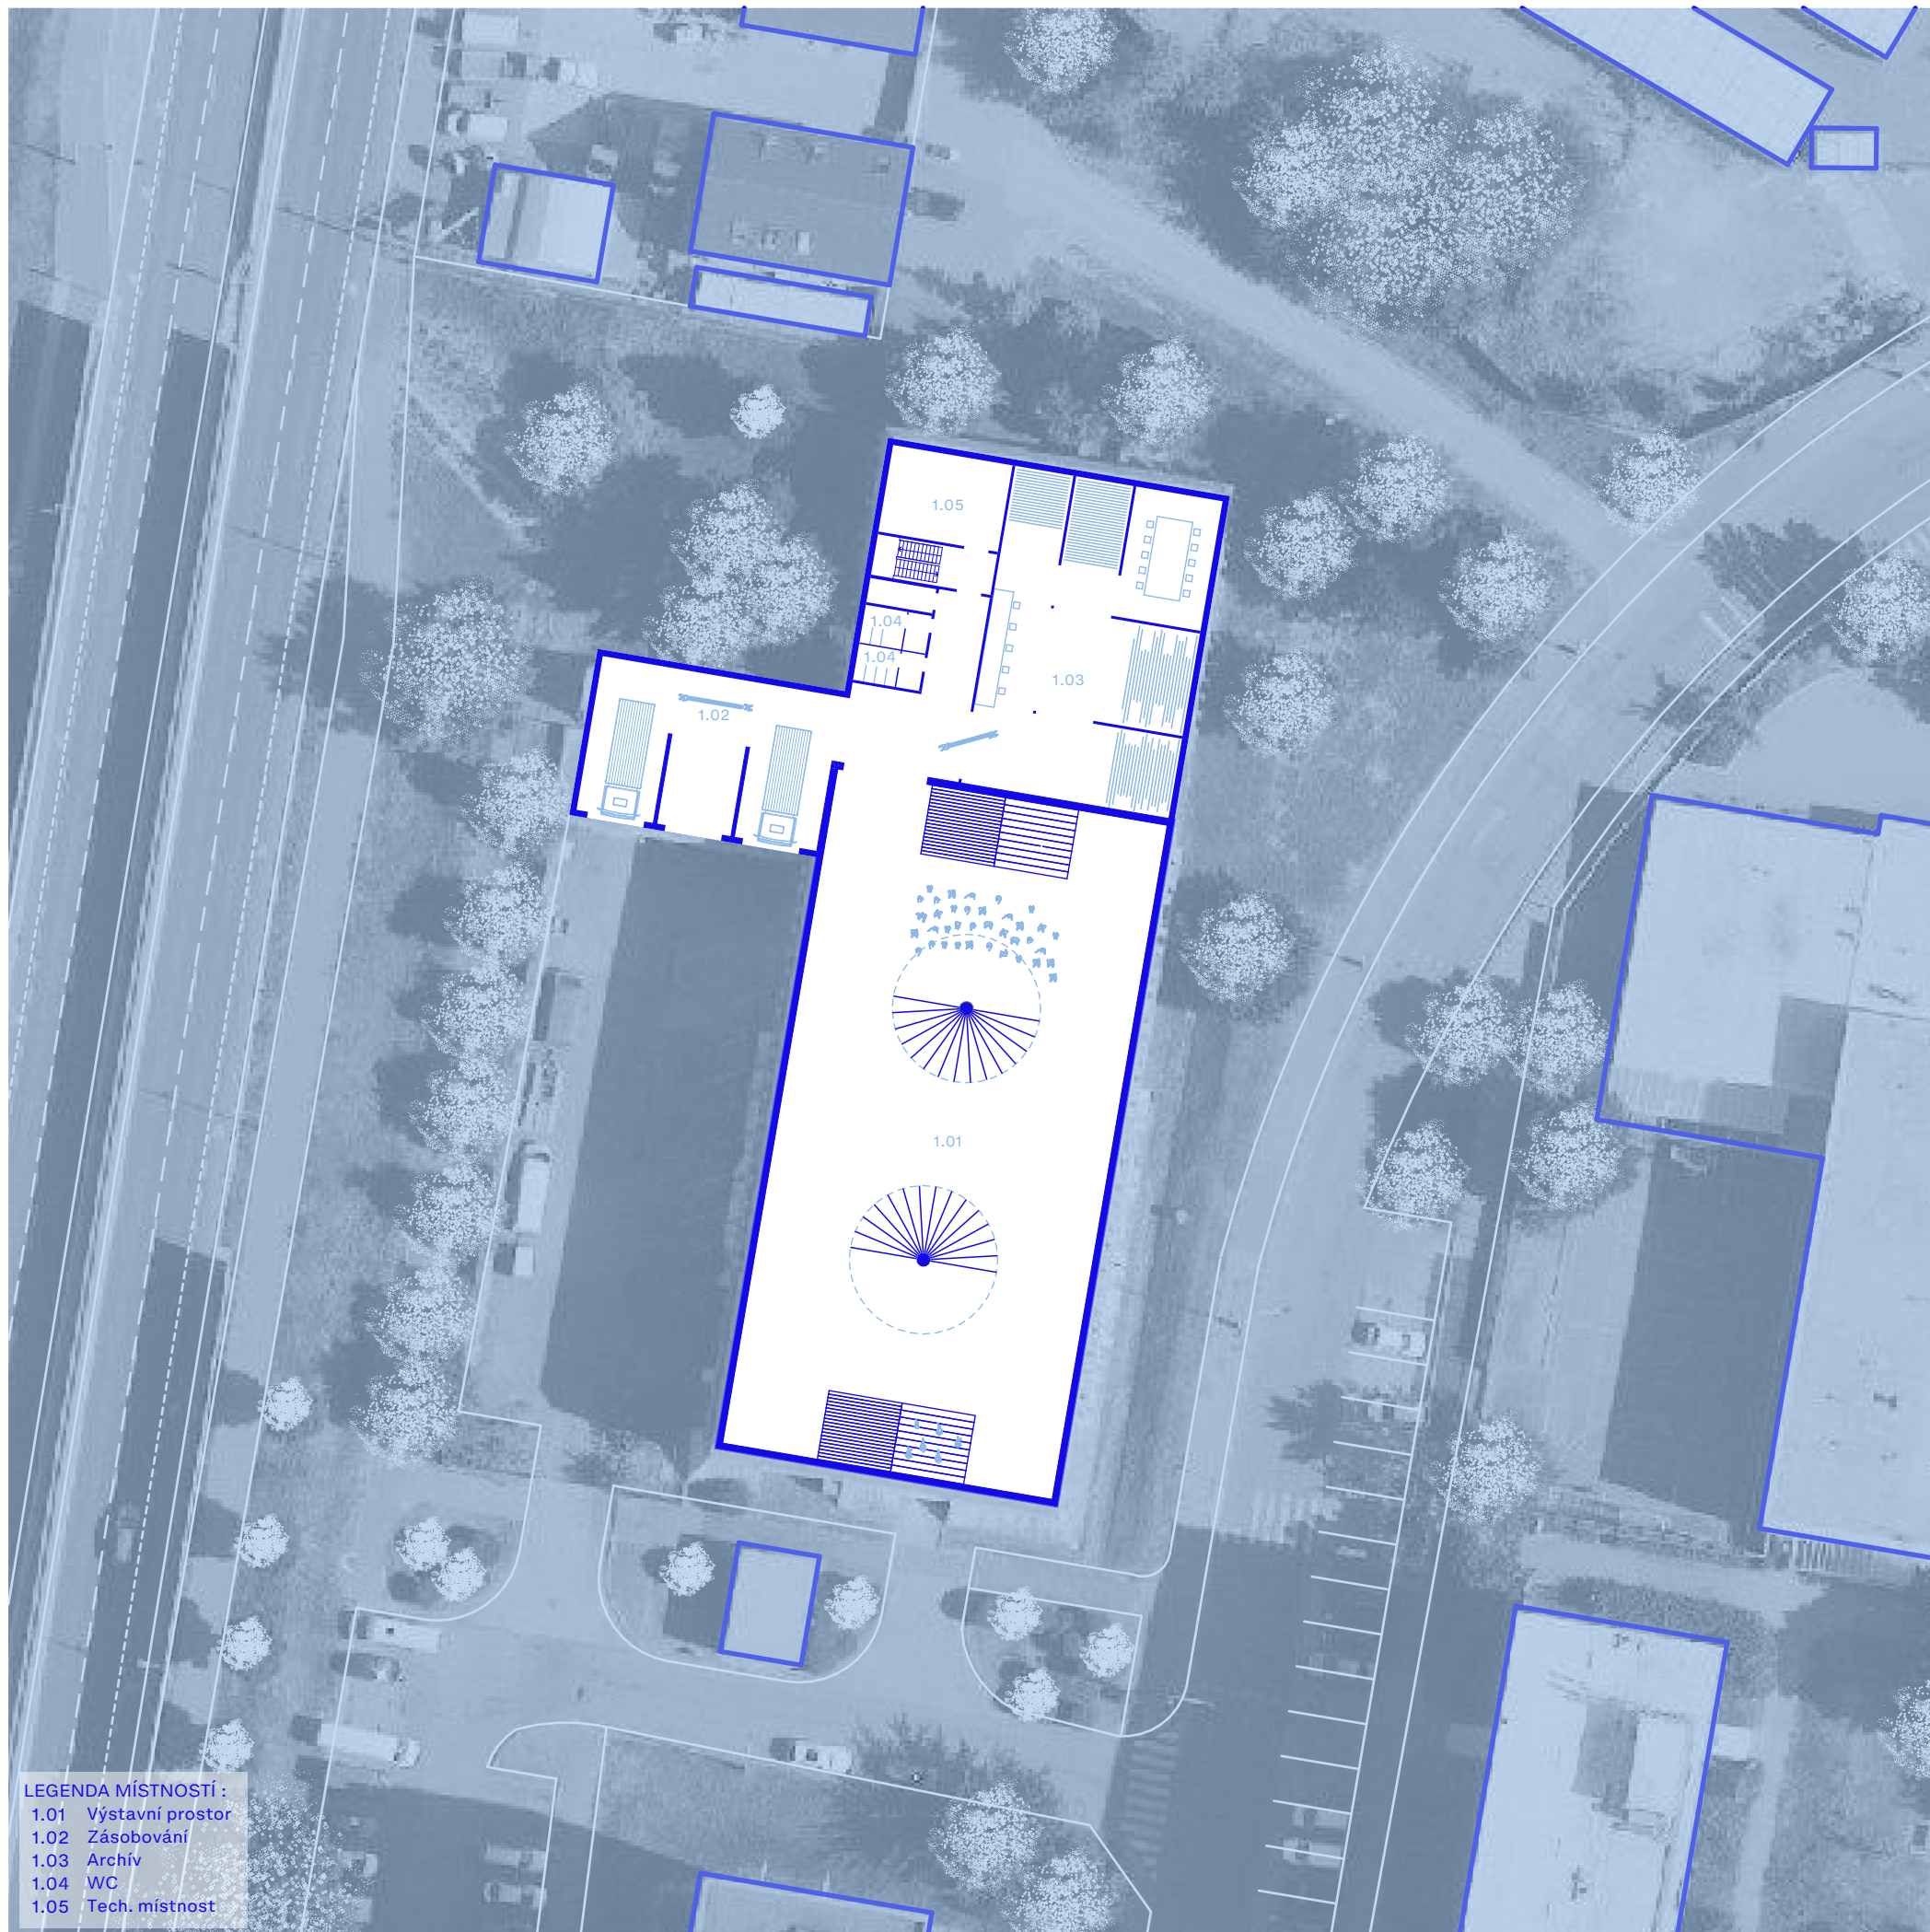 1.05
1.04
1.04
1.03
1.02
1.01
LEGENDA MÍSTNOSTÍ :
1.01 Výstavní prostor
1.02 Zásobování
1.03 Archív
1.04 WC
1.05 Tech. místnost